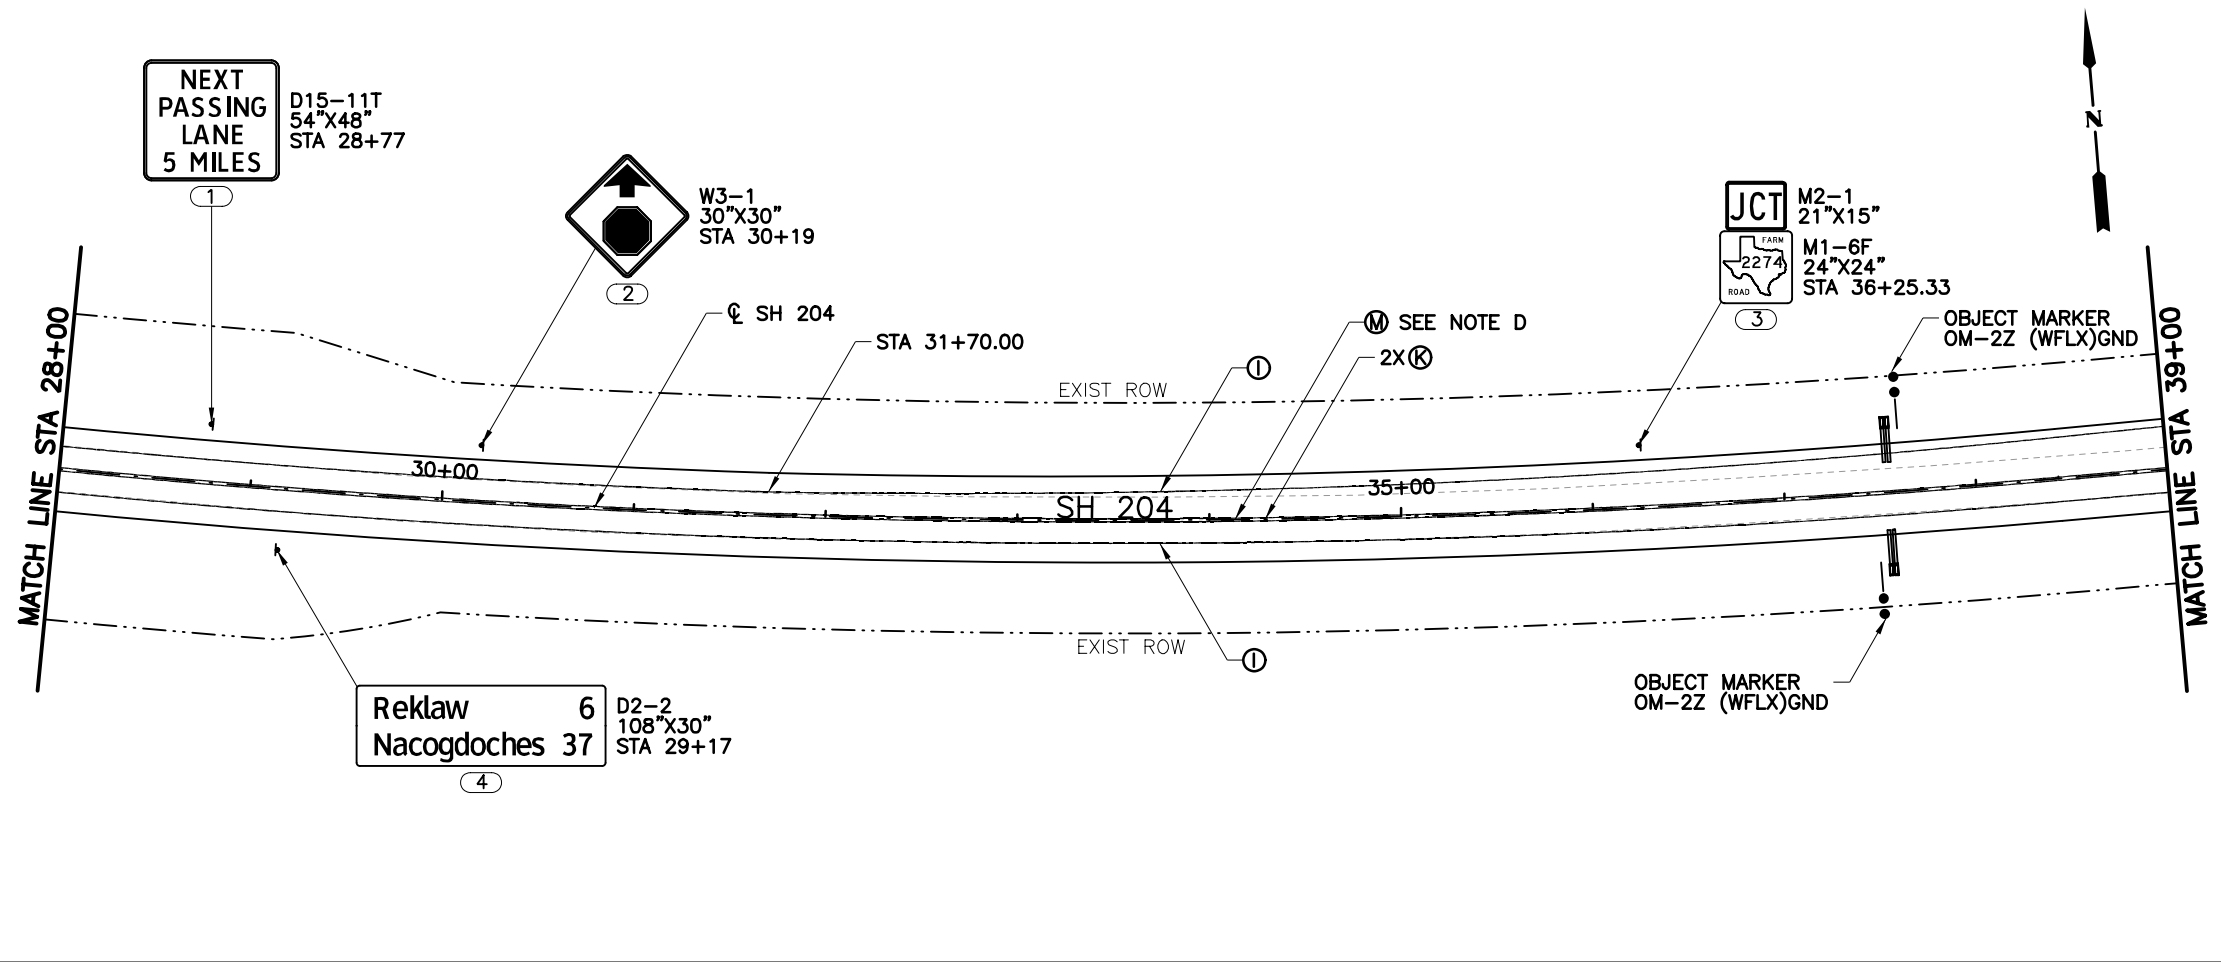 NEXT
PASSING
LANE
5 MILES
D15-11T
54"X48"
STA 28+77
1
W3-1
30"X30"
STA 30+19
2
JCT
M2-1
21"X15"
FARM
2274
ROAD
M1-6F
24"X24"
STA 36+25.33
3
N
MATCH LINE STA 28+00
℄ SH 204
STA 31+70.00
M SEE NOTE D
2X K
I
EXIST ROW
OBJECT MARKER
OM-2Z (WFLX)GND
MATCH LINE STA 39+00
30+00
35+00
SH 204
EXIST ROW
I
OBJECT MARKER
OM-2Z (WFLX)GND
Reklaw 6
Nacogdoches 37
D2-2
108"X30"
STA 29+17
4